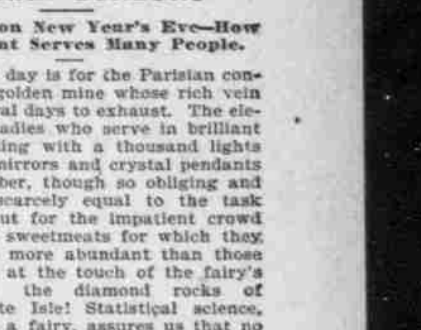 on New Year's Eve—How
nt Serves Many People.
day is for the Parisian con-
golden mine whose rich vein
al days to exhaust. The ele-
adies who serve in brilliant
ing with a thousand lights
mirrors and crystal pendants
ber, though so obliging and
scarcely equal to the task
ut for the impatient crowd
sweetmeats for which they
more abundant than those
at the touch of the fairy's
the diamond rocks of
te Isle! Statistical science,
a fairy, assures us that no